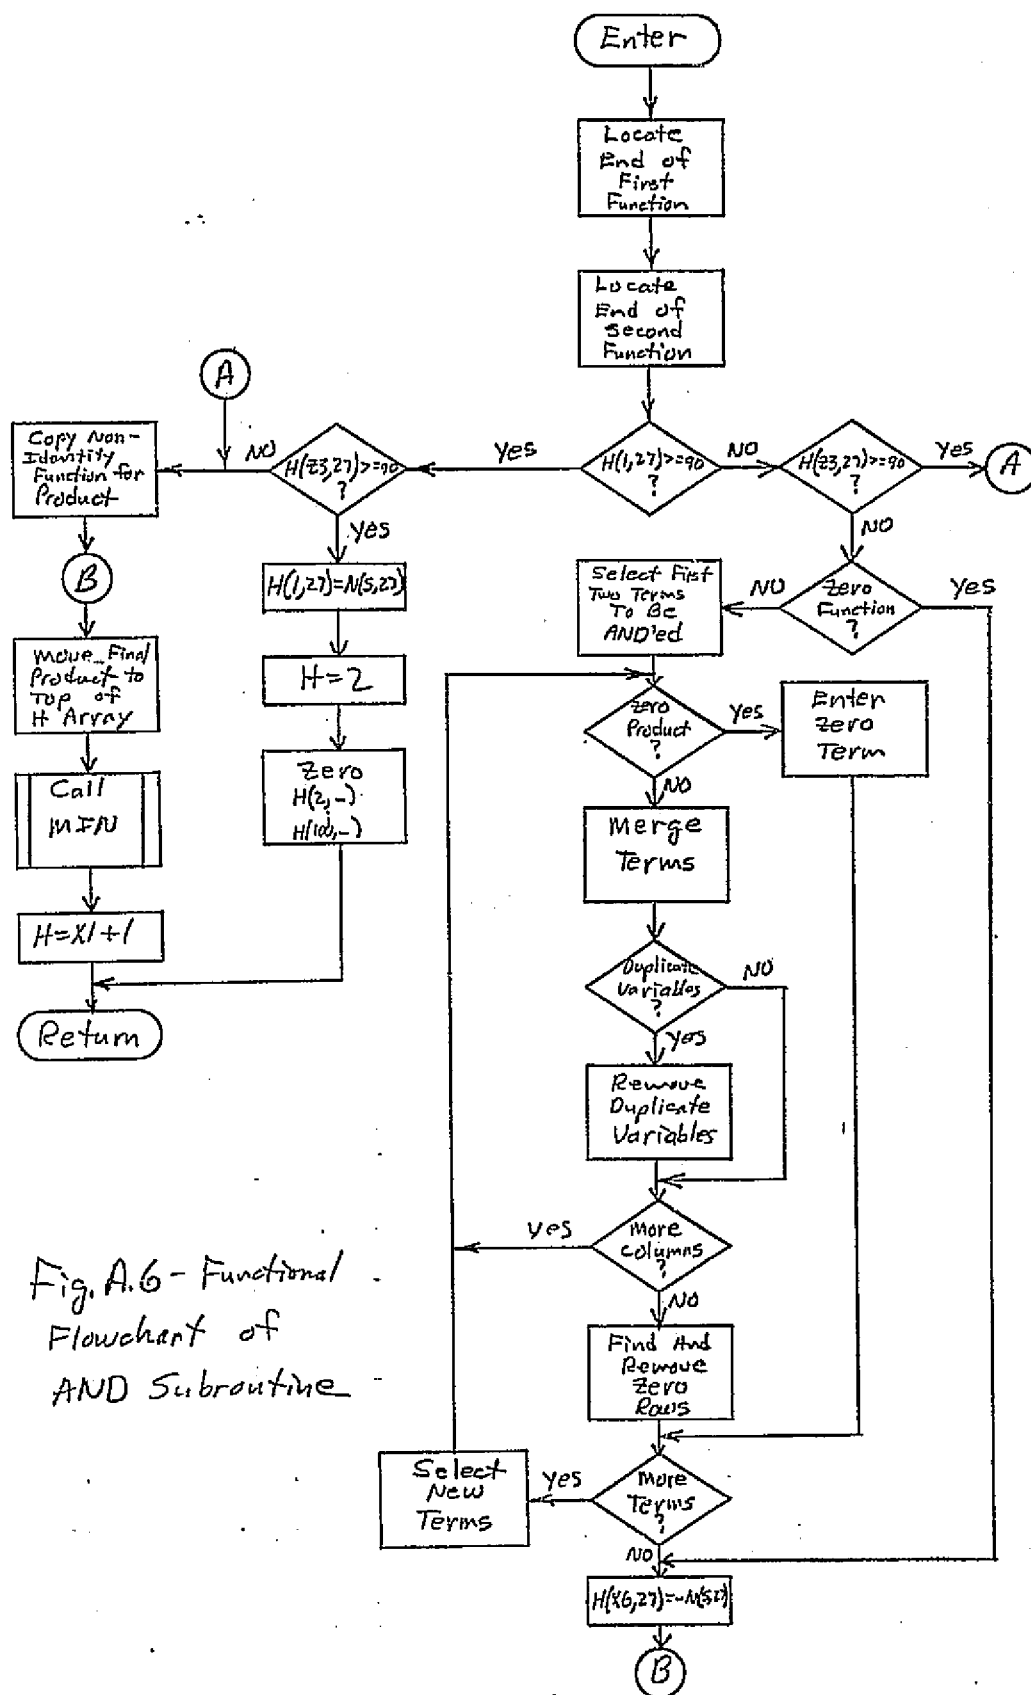 Enter
Locate
End of
First
Function
Locate
End of
Second
Function
A
Copy Non-
Identity
Function for
Product
NO
H(Z3,27)>=90
?
Yes
H(1,27)>=90
?
NO
H(Z3,27)>=90
?
Yes
A
Yes
NO
B
H(1,27)=N(5,27)
Select First
Two Terms
To Be
AND'ed
NO
Zero
Function
?
Yes
Move Final
Product to
Top of
H Array
H=2
Zero
Product
?
Yes
Enter
Zero
Term
NO
Call
MIN
Zero
H(2,-)
H(100,-)
Merge
Terms
H=X1+1
Duplicate
Variables
?
NO
Yes
Return
Remove
Duplicate
Variables
Yes
More
Columns
?
NO
Fig. A.6 - Functional
Flowchart of
AND Subroutine
Find And
Remove
Zero
Rows
Select
New
Terms
Yes
More
Terms
?
NO
H(X6,27)=-N(5,27)
B